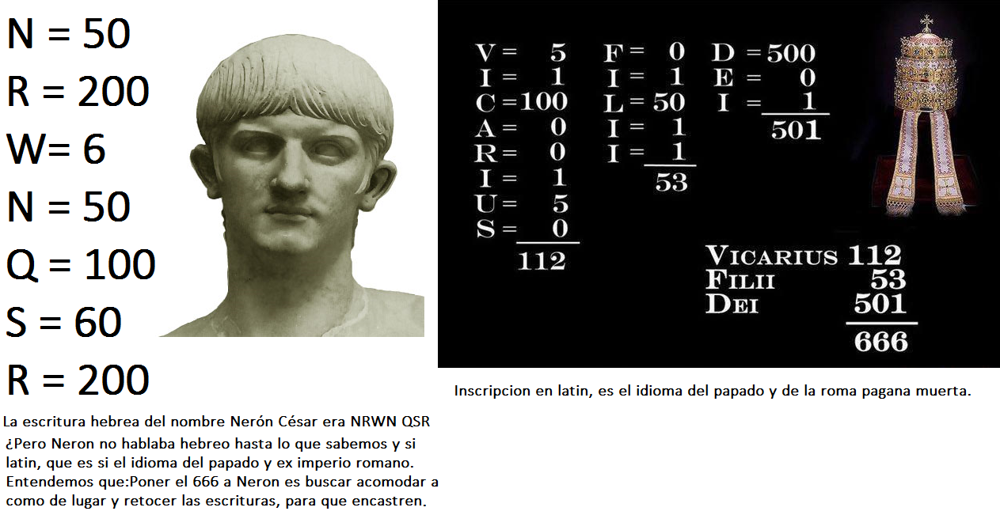 N = 50
R = 200
W= 6
N = 50
Q = 100
S = 60
R = 200
La escritura hebrea del nombre Nerón César era NRWN QSR
¿Pero Neron no hablaba hebreo hasta lo que sabemos y si
latin, que es si el idioma del papado y ex imperio romano.
Entendemos que:Poner el 666 a Neron es buscar acomodar a
como de lugar y retocer las escrituras, para que encastren.
V = 5
I = 1
C =100
A = 0
R = 0
I = 1
U = 5
S = 0
112
F = 0
I = 1
L = 50
I = 1
I = 1
53
D =500
E = 0
I = 1
501
VICARIUS 112
FILII 53
DEI 501
666
Inscripcion en latin, es el idioma del papado y de la roma pagana muerta.